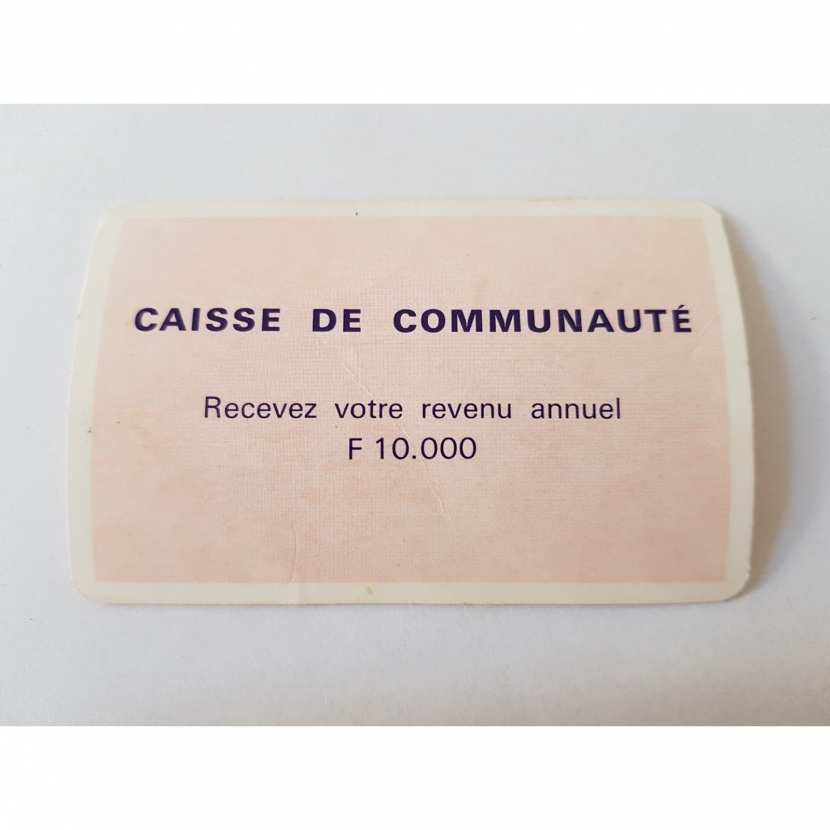 CAISSE DE COMMUNAUTÉ
Recevez votre revenu annuel
F 10.000